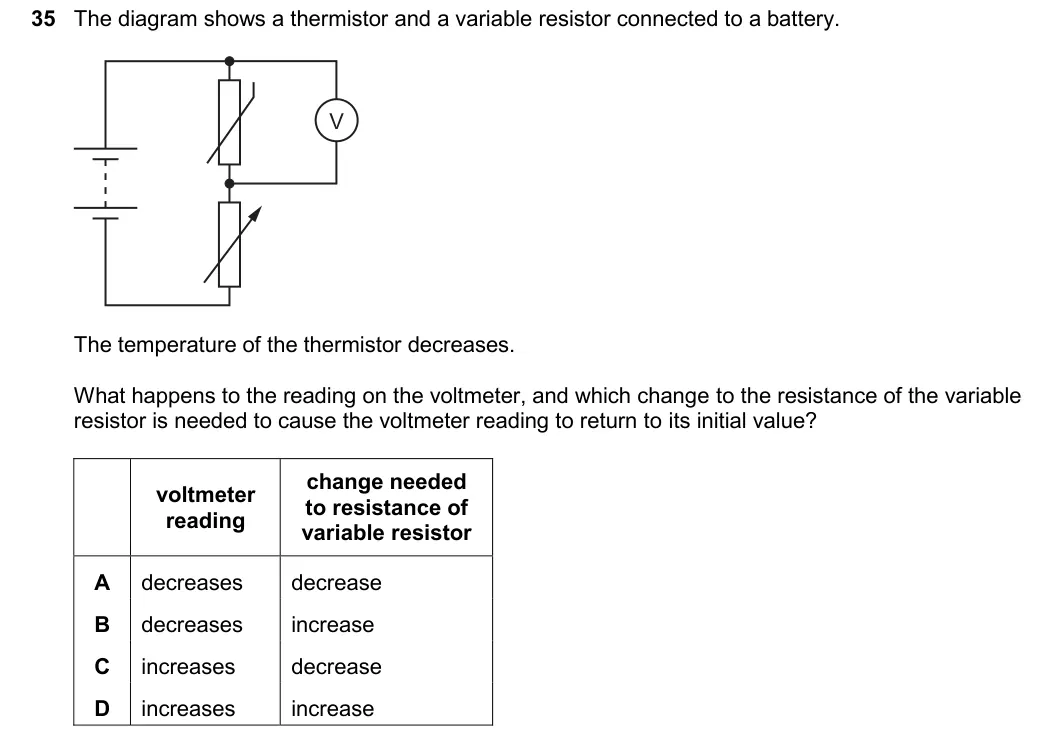 35 The diagram shows a thermistor and a variable resistor connected to a battery.
V
The temperature of the thermistor decreases.
What happens to the reading on the voltmeter, and which change to the resistance of the variable
resistor is needed to cause the voltmeter reading to return to its initial value?
voltmeter
reading
change needed
to resistance of
variable resistor
A decreases decrease
B decreases increase
C increases decrease
D increases increase